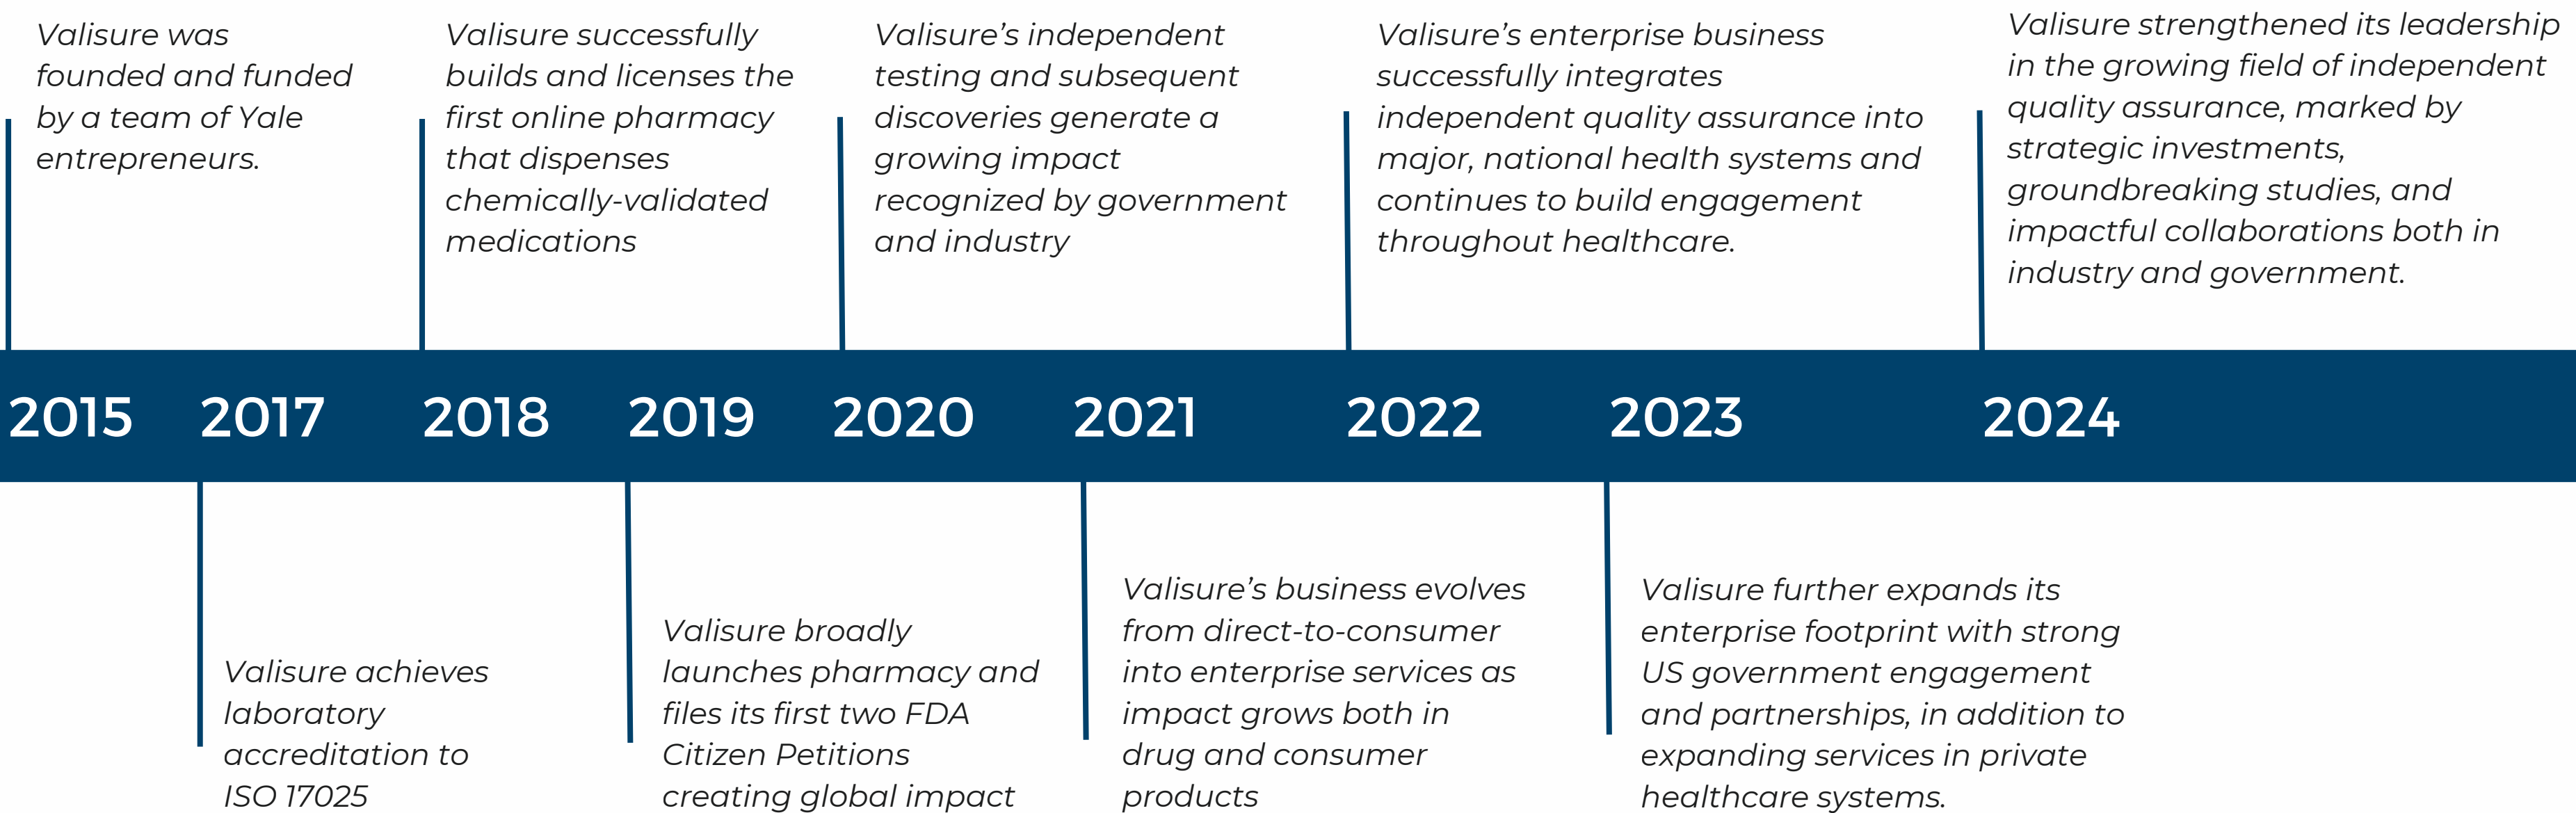 Valisure was
founded and funded
by a team of Yale
entrepreneurs.
Valisure successfully
builds and licenses the
first online pharmacy
that dispenses
chemically-validated
medications
Valisure’s independent
testing and subsequent
discoveries generate a
growing impact
recognized by government
and industry
Valisure’s enterprise business
successfully integrates
independent quality assurance into
major, national health systems and
continues to build engagement
throughout healthcare.
Valisure strengthened its leadership
in the growing field of independent
quality assurance, marked by
strategic investments,
groundbreaking studies, and
impactful collaborations both in
industry and government.
2015 2017 2018 2019 2020 2021 2022 2023 2024
Valisure achieves
laboratory
accreditation to
ISO 17025
Valisure broadly
launches pharmacy and
files its first two FDA
Citizen Petitions
creating global impact
Valisure’s business evolves
from direct-to-consumer
into enterprise services as
impact grows both in
drug and consumer
products
Valisure further expands its
enterprise footprint with strong
US government engagement
and partnerships, in addition to
expanding services in private
healthcare systems.